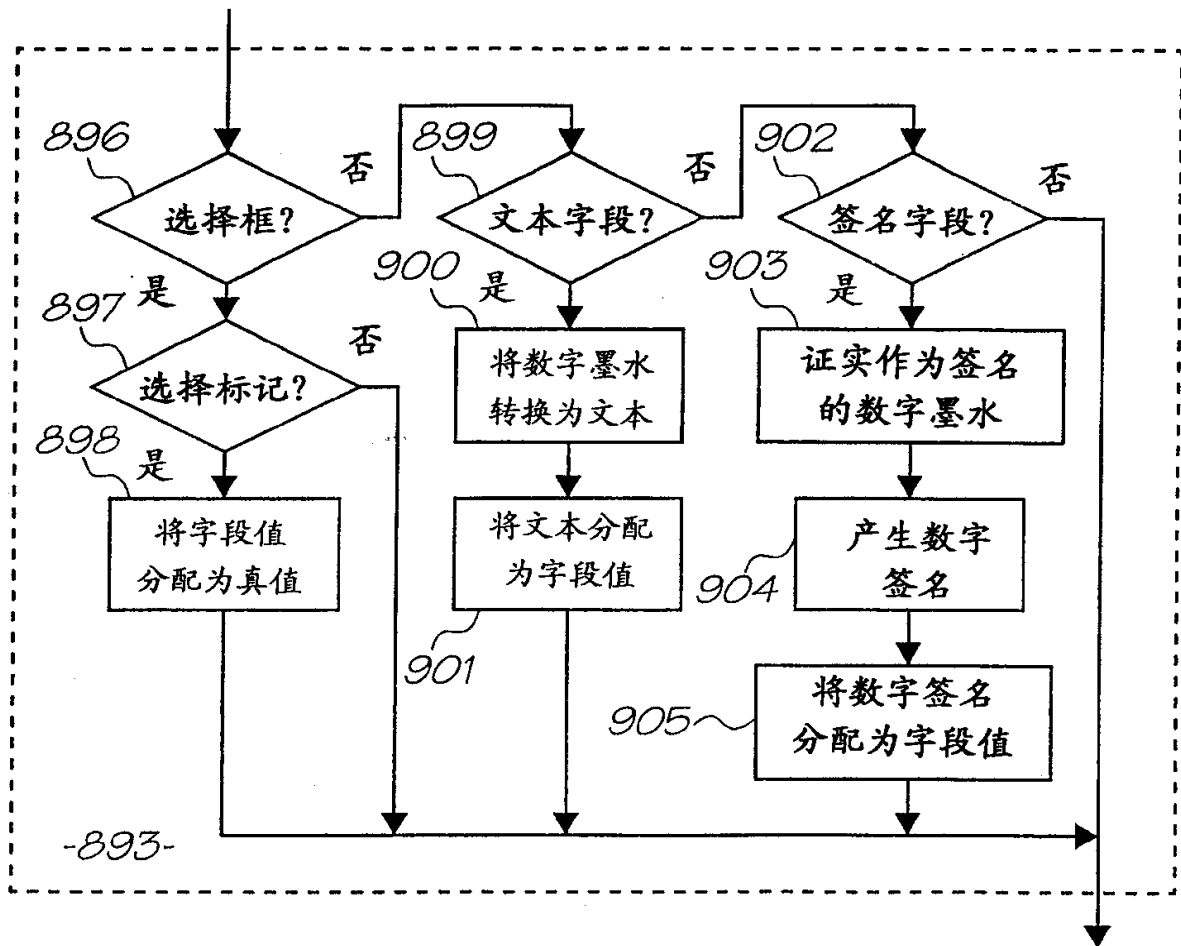 896
否
899
否
902
否
选择框？
文本字段？
签名字段？
是
900
是
903
是
897
否
选择标记？
将数字墨水
转换为文本
证实作为签名
的数字墨水
898
是
将字段值
分配为真值
将文本分配
为字段值
901
产生数字
签名
904
将数字签名
分配为字段值
905
-893-